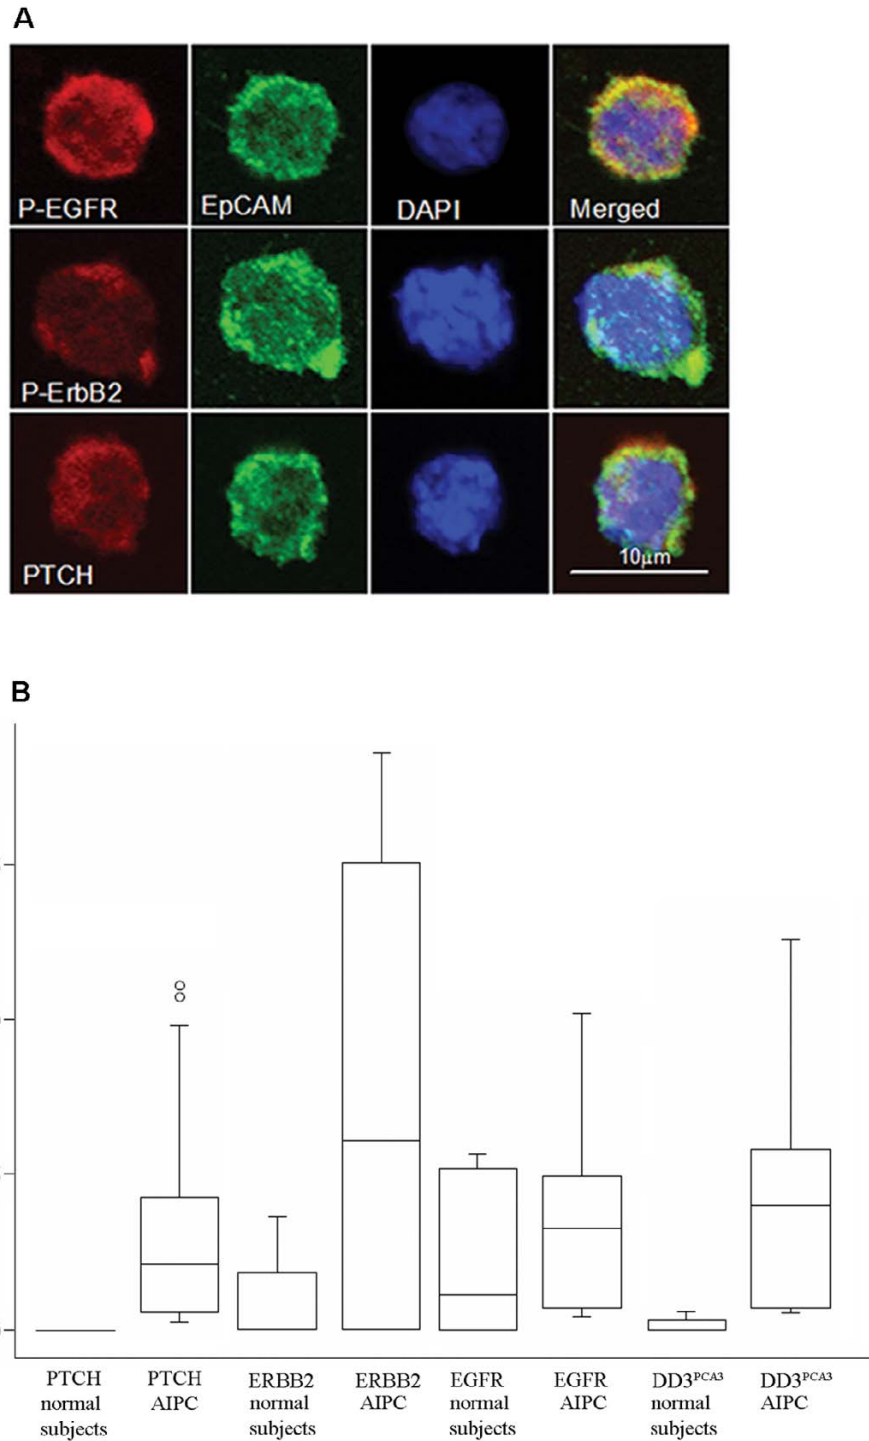 A
P-EGFR
EpCAM
DAPI
Merged
P-ErbB2
PTCH
10µm
B
PTCH normal subjects
PTCH AIPC
ERBB2 normal subjects
ERBB2 AIPC
EGFR normal subjects
EGFR AIPC
DD3PCA3 normal subjects
DD3PCA3 AIPC